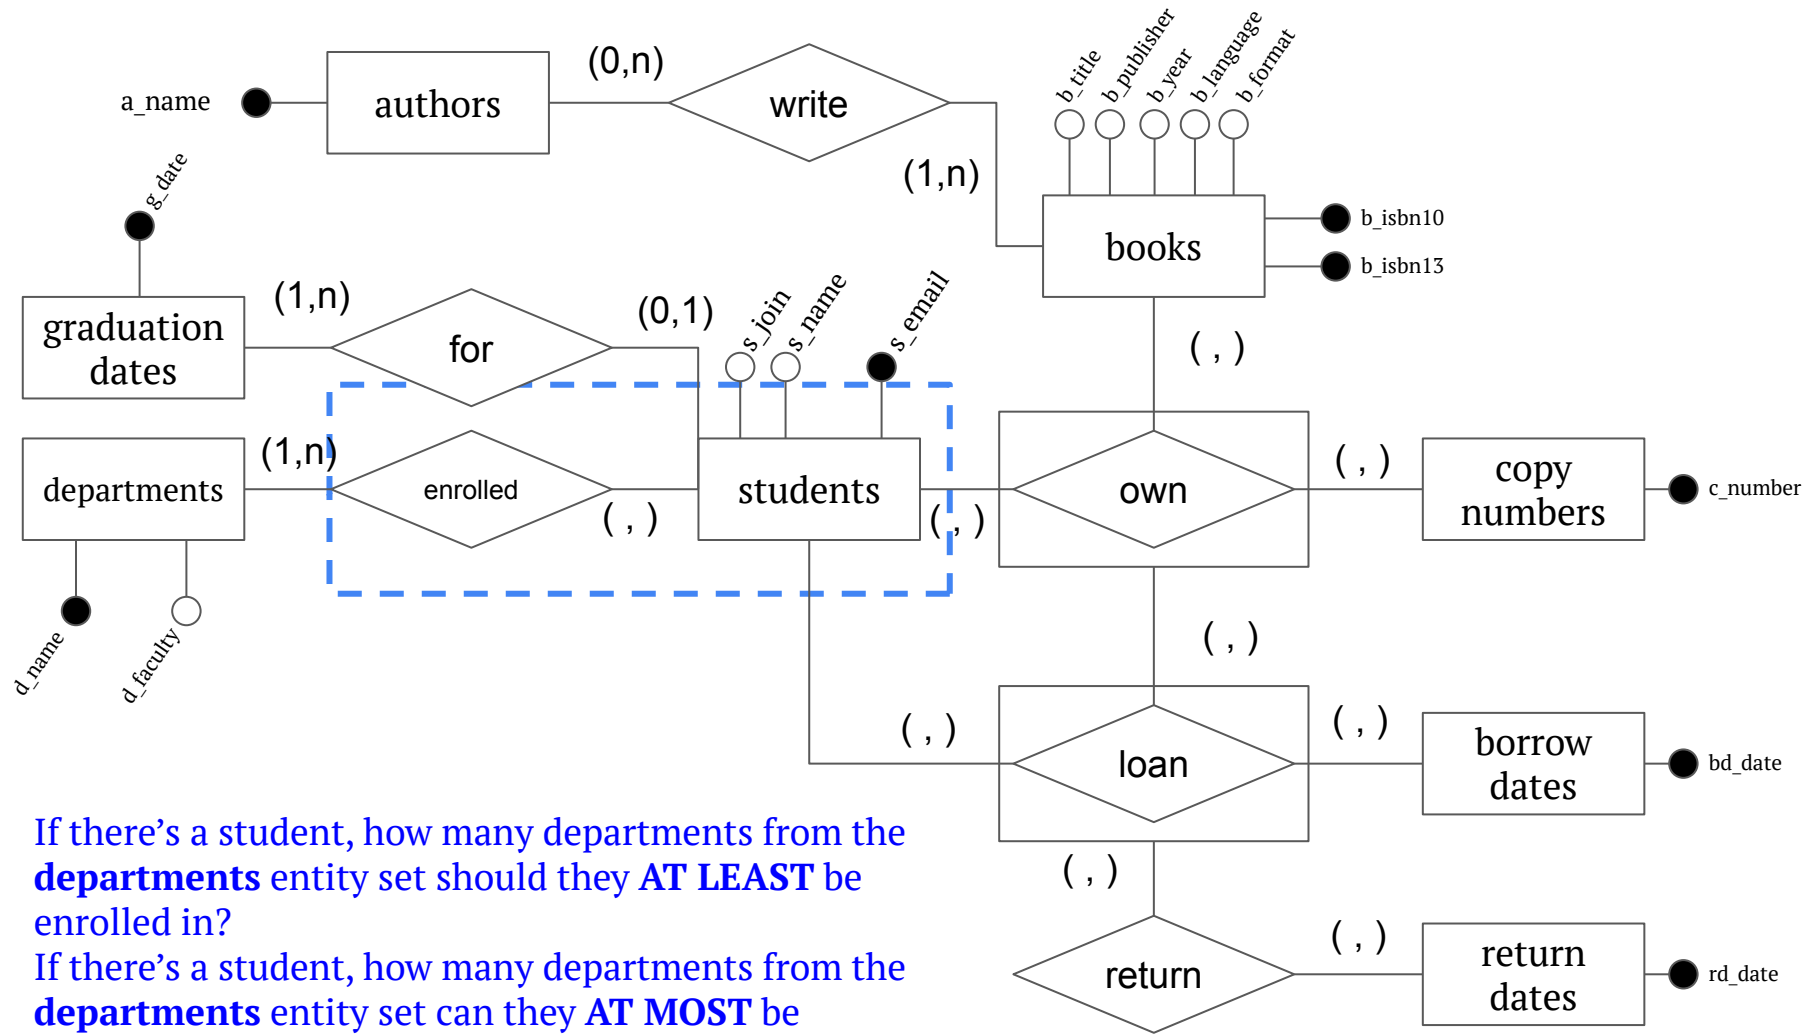 b_title
b_publisher
b_year
b_language
b_format
(0,n)
a_name
authors
write
(1,n)
g_date
b_isbn10
books
b_isbn13
s_join
s_name
s_email
(1,n)
(0,1)
graduation
dates
for
( , )
(1,n)
departments
enrolled
( , )
students
( , )
own
( , )
copy
numbers
c_number
d_name
d_faculty
( , )
( , )
loan
( , )
borrow
dates
bd_date
If there’s a student, how many departments from the
departments entity set should they AT LEAST be
enrolled in?
If there’s a student, how many departments from the
departments entity set can they AT MOST be
( , )
return
( , )
return
dates
rd_date